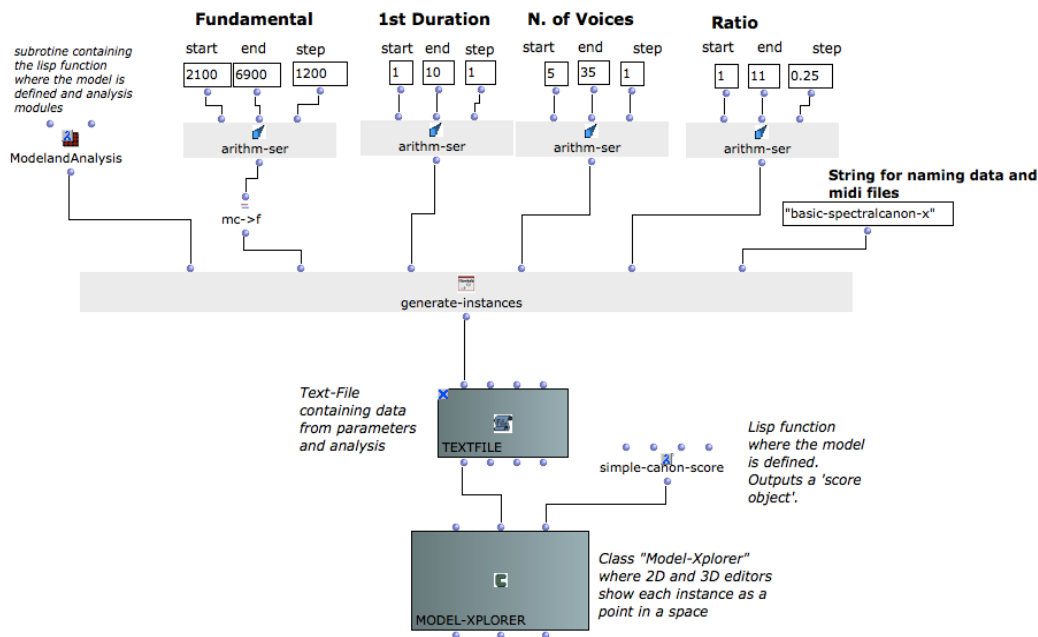 Fundamental
1st Duration
N. of Voices
Ratio
subrotine containing
the lisp function
where the model is
defined and analysis
modules
start end step
2100 6900 1200
start end step
1 10 1
start end step
5 35 1
start end step
1 11 0.25
ModelandAnalysis
arithm-ser
arithm-ser
arithm-ser
arithm-ser
mc->f
String for naming data and
midi files
"basic-spectralcanon-x"
generate-instances
Text-File
containing data
from parameters
and analysis
TEXTFILE
simple-canon-score
Lisp function
where the model
is defined.
Outputs a 'score
object'.
MODEL-XPLORER
Class "Model-Xplorer"
where 2D and 3D editors
show each instance as a
point in a space